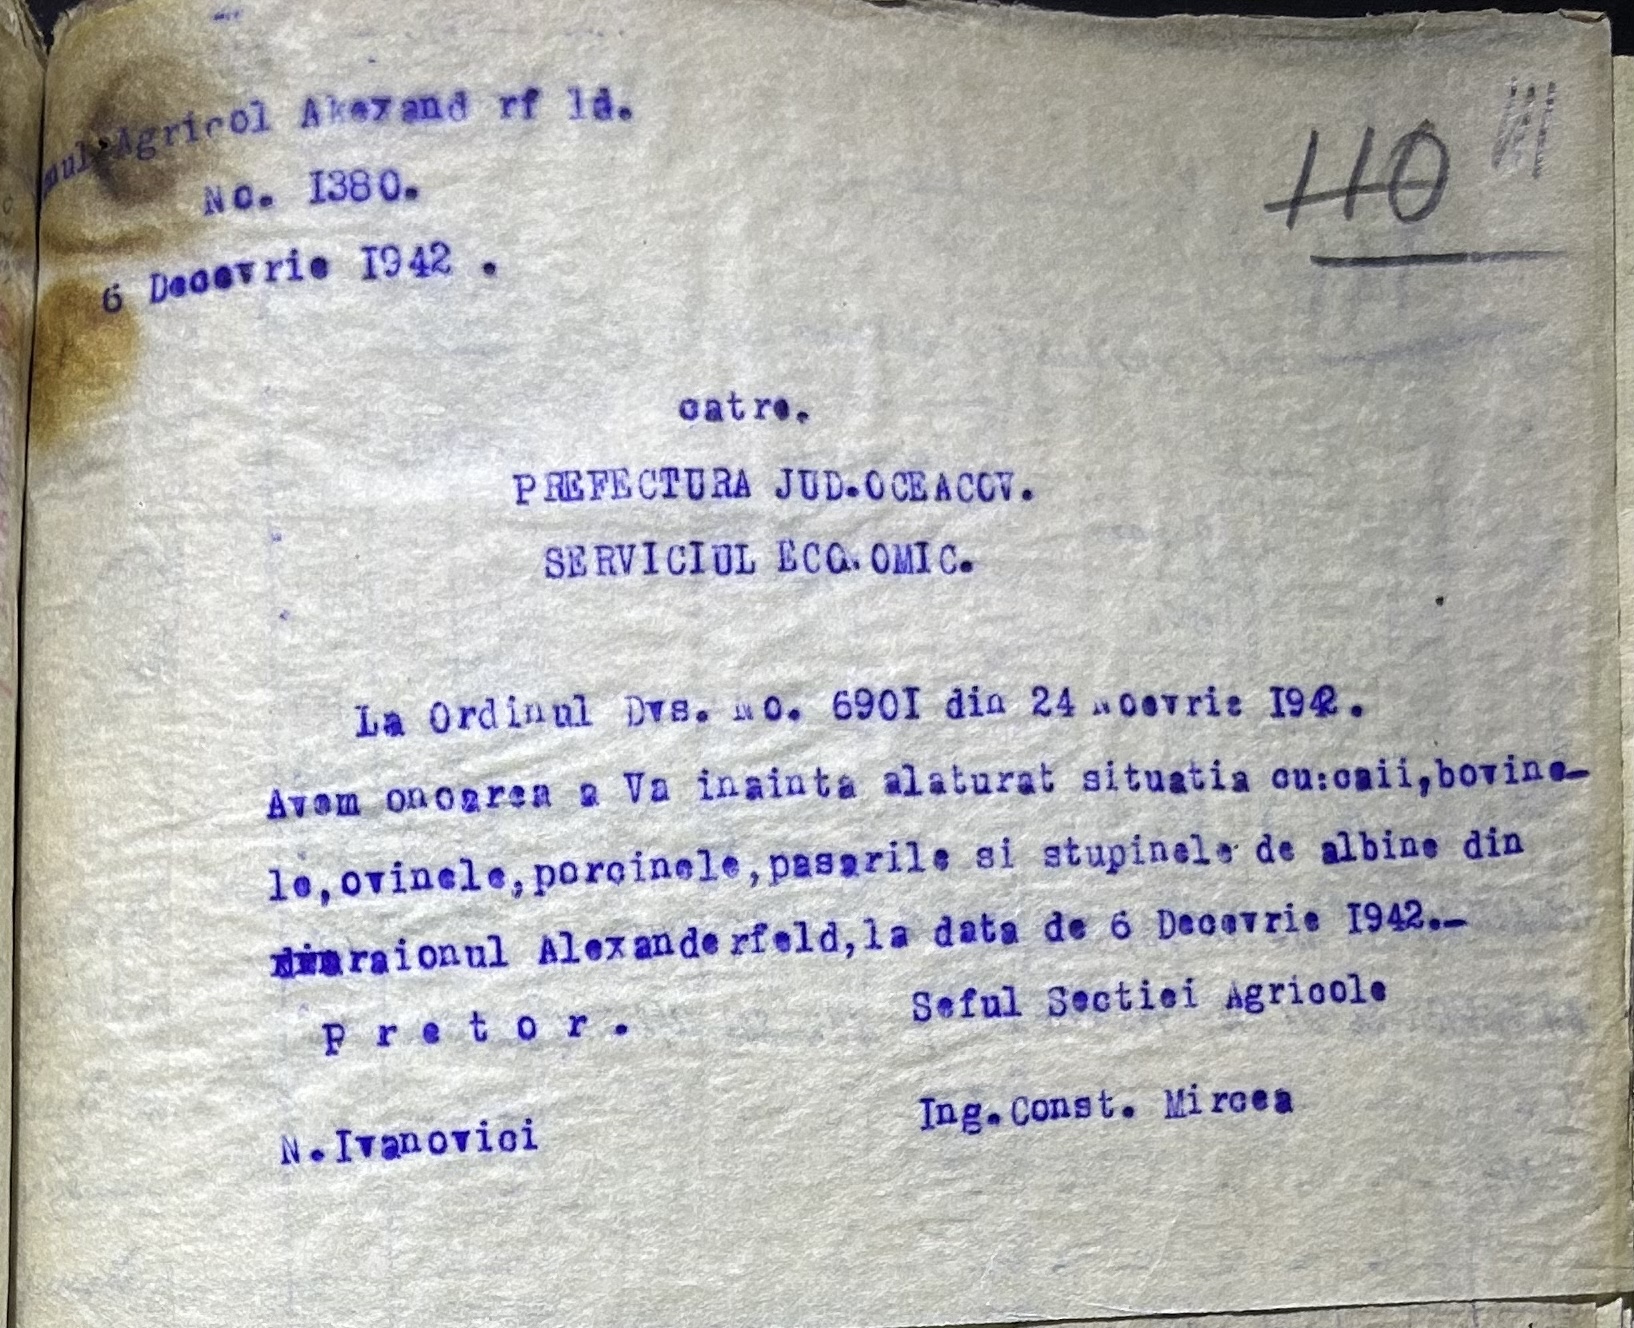 Agricol Akexand rf ld.
No. I380.
6 Decevrie I942 .
110
catre.
PREFECTURA JUD.OCEACOV.
SERVICIUL ECONOMIC.
La Ordinul Dvs. No. 690I din 24 Noevrie I942.
Avem onoarea a Va inainta alaturat situatia cu:caii,bovine-
le,ovinele,porcinele,pasarile si stupinele de albine din
raionul Alexanderfeld,la data de 6 Decevrie I942.-
P r e t o r .
Seful Sectiei Agricole
N.Ivanovici
Ing.Const. Mircea